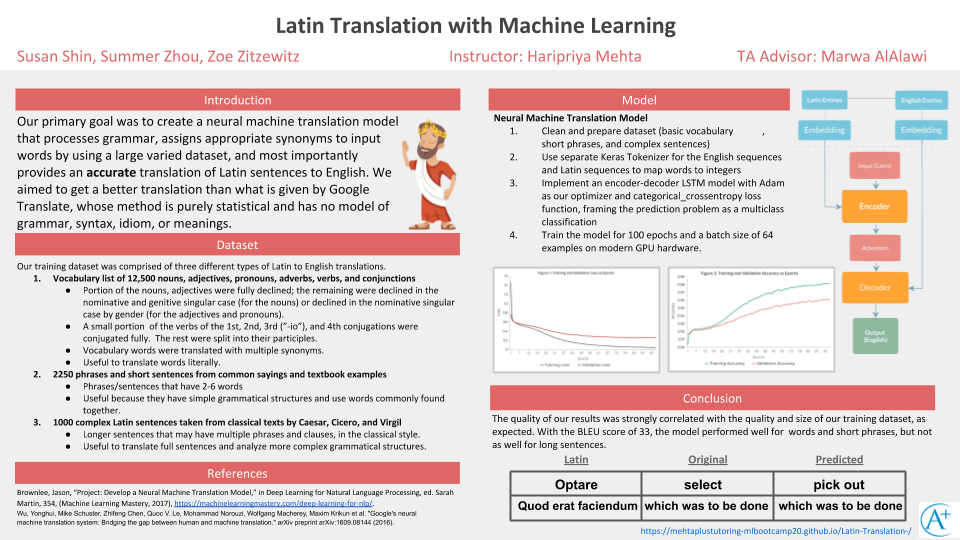 Latin Translation with Machine Learning
Susan Shin, Summer Zhou, Zoe Zitzewitz
Instructor: Haripriya Mehta
TA Advisor: Marwa AlAlawi
Introduction
Our primary goal was to create a neural machine translation model
that processes grammar, assigns appropriate synonyms to input
words by using a large varied dataset, and most importantly
provides an accurate translation of Latin sentences to English. We
aimed to get a better translation than what is given by Google
Translate, whose method is purely statistical and has no model of
grammar, syntax, idiom, or meanings.
Dataset
Our training dataset was comprised of three different types of Latin to English translations.
1. Vocabulary list of 12,500 nouns, adjectives, pronouns, adverbs, verbs, and conjunctions
● Portion of the nouns, adjectives were fully declined; the remaining were declined in the
nominative and genitive singular case (for the nouns) or declined in the nominative singular
case by gender (for the adjectives and pronouns).
● A small portion of the verbs of the 1st, 2nd, 3rd ("-io"), and 4th conjugations were
conjugated fully. The rest were split into their participles.
● Vocabulary words were translated with multiple synonyms.
● Useful to translate words literally.
2. 2250 phrases and short sentences from common sayings and textbook examples
● Phrases/sentences that have 2-6 words
● Useful because they have simple grammatical structures and use words commonly found
together.
3. 1000 complex Latin sentences taken from classical texts by Caesar, Cicero, and Virgil
● Longer sentences that may have multiple phrases and clauses, in the classical style.
● Useful to translate full sentences and analyze more complex grammatical structures.
References
Brownlee, Jason, "Project: Develop a Neural Machine Translation Model," in Deep Learning for Natural Language Processing, ed. Sarah
Martin, 354, (Machine Learning Mastery, 2017), https://machinelearningmastery.com/deep-learning-for-nlp/.
Wu, Yonghui, Mike Schuster, Zhifeng Chen, Quoc V. Le, Mohammad Norouzi, Wolfgang Macherey, Maxim Krikun et al. "Google's neural
machine translation system: Bridging the gap between human and machine translation." arXiv preprint arXiv:1609.08144 (2016).
Model
Neural Machine Translation Model
1. Clean and prepare dataset (basic vocabulary ,
short phrases, and complex sentences)
2. Use separate Keras Tokenizer for the English sequences
and Latin sequences to map words to integers
3. Implement an encoder-decoder LSTM model with Adam
as our optimizer and categorical_crossentropy loss
function, framing the prediction problem as a multiclass
classification
4. Train the model for 100 epochs and a batch size of 64
examples on modern GPU hardware.
Latin Entries
English Entries
Embedding
Embedding
Input (Latin)
Encoder
Attention
Decoder
Output
(English)
Figure 1: Training and Validation Loss vs Epochs
Epochs
Training Loss Validation Loss
Figure 2: Training and Validation Accuracy vs Epochs
Epochs
Training Accuracy Validation Accuracy
Conclusion
The quality of our results was strongly correlated with the quality and size of our training dataset, as
expected. With the BLEU score of 33, the model performed well for words and short phrases, but not
as well for long sentences.
Latin Original Predicted
Optare select pick out
Quod erat faciendum which was to be done which was to be done
https://mehtaplustutoring-mlbootcamp20.github.io/Latin-Translation-/
A+